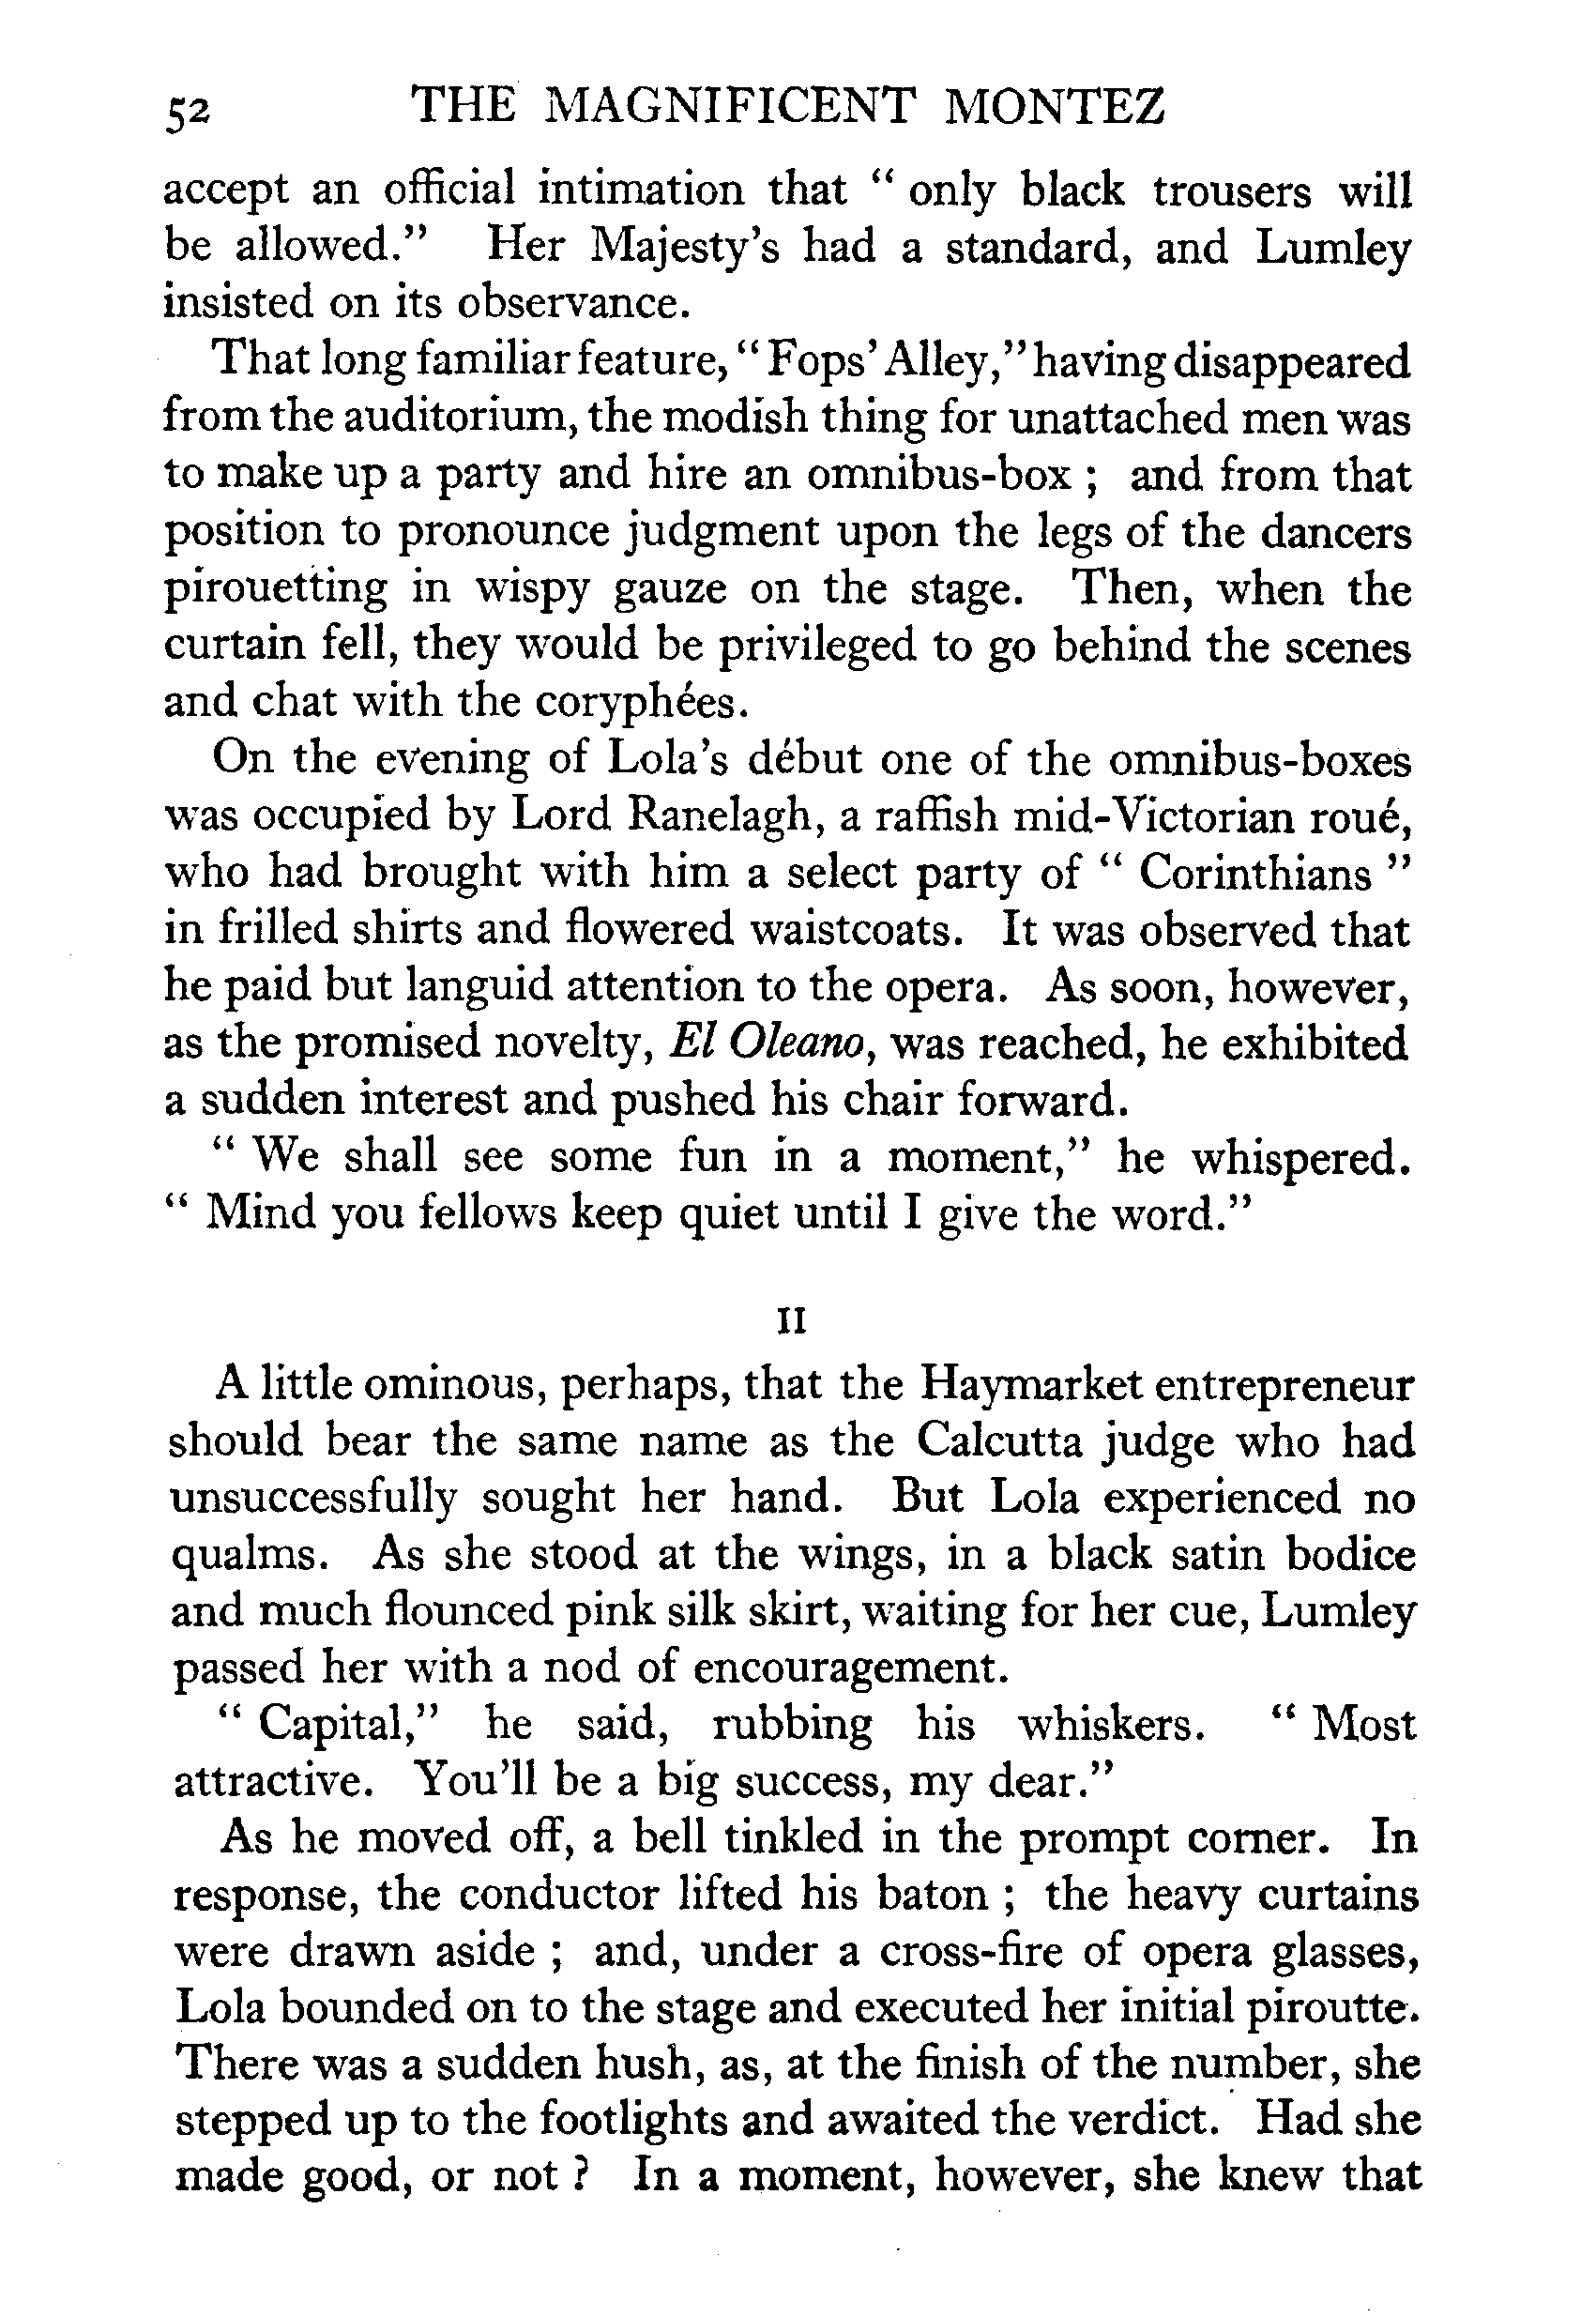 52 THE MAGNIFICENT MONTEZ
accept an official intimation that “ only black trousers will
be allowed.” Her Majesty's had a standard, and Lumley
insisted on its observance.
That long familiar feature, “ Fops' Alley,” having disappeared
from the auditorium, the modish thing for unattached men was
to make up a party and hire an omnibus-box ; and from that
position to pronounce judgment upon the legs of the dancers
pirouetting in wispy gauze on the stage. Then, when the
curtain fell, they would be privileged to go behind the scenes
and chat with the coryphées.
On the evening of Lola's début one of the omnibus-boxes
was occupied by Lord Ranelagh, a raffish mid-Victorian roué,
who had brought with him a select party of “ Corinthians ”
in frilled shirts and flowered waistcoats. It was observed that
he paid but languid attention to the opera. As soon, however,
as the promised novelty, El Oleano, was reached, he exhibited
a sudden interest and pushed his chair forward.
“ We shall see some fun in a moment,” he whispered.
“ Mind you fellows keep quiet until I give the word.”
II
A little ominous, perhaps, that the Haymarket entrepreneur
should bear the same name as the Calcutta judge who had
unsuccessfully sought her hand. But Lola experienced no
qualms. As she stood at the wings, in a black satin bodice
and much flounced pink silk skirt, waiting for her cue, Lumley
passed her with a nod of encouragement.
“ Capital,” he said, rubbing his whiskers. “ Most
attractive. You'll be a big success, my dear.”
As he moved off, a bell tinkled in the prompt corner. In
response, the conductor lifted his baton ; the heavy curtains
were drawn aside ; and, under a cross-fire of opera glasses,
Lola bounded on to the stage and executed her initial piroutte.
There was a sudden hush, as, at the finish of the number, she
stepped up to the footlights and awaited the verdict. Had she
made good, or not ? In a moment, however, she knew that